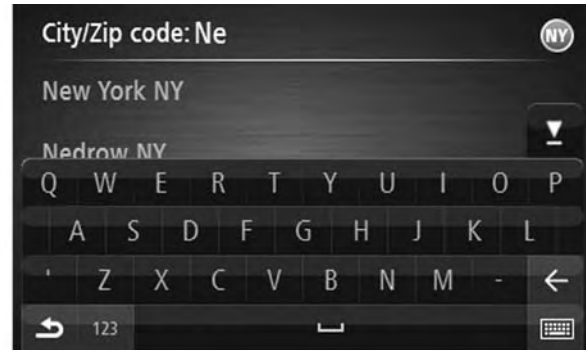 City/Zip code: Ne
NY
New York NY
Nedrow NY
Q W E R T Y U I O P
A S D F G H J K L
' Z X C V B N M -
123